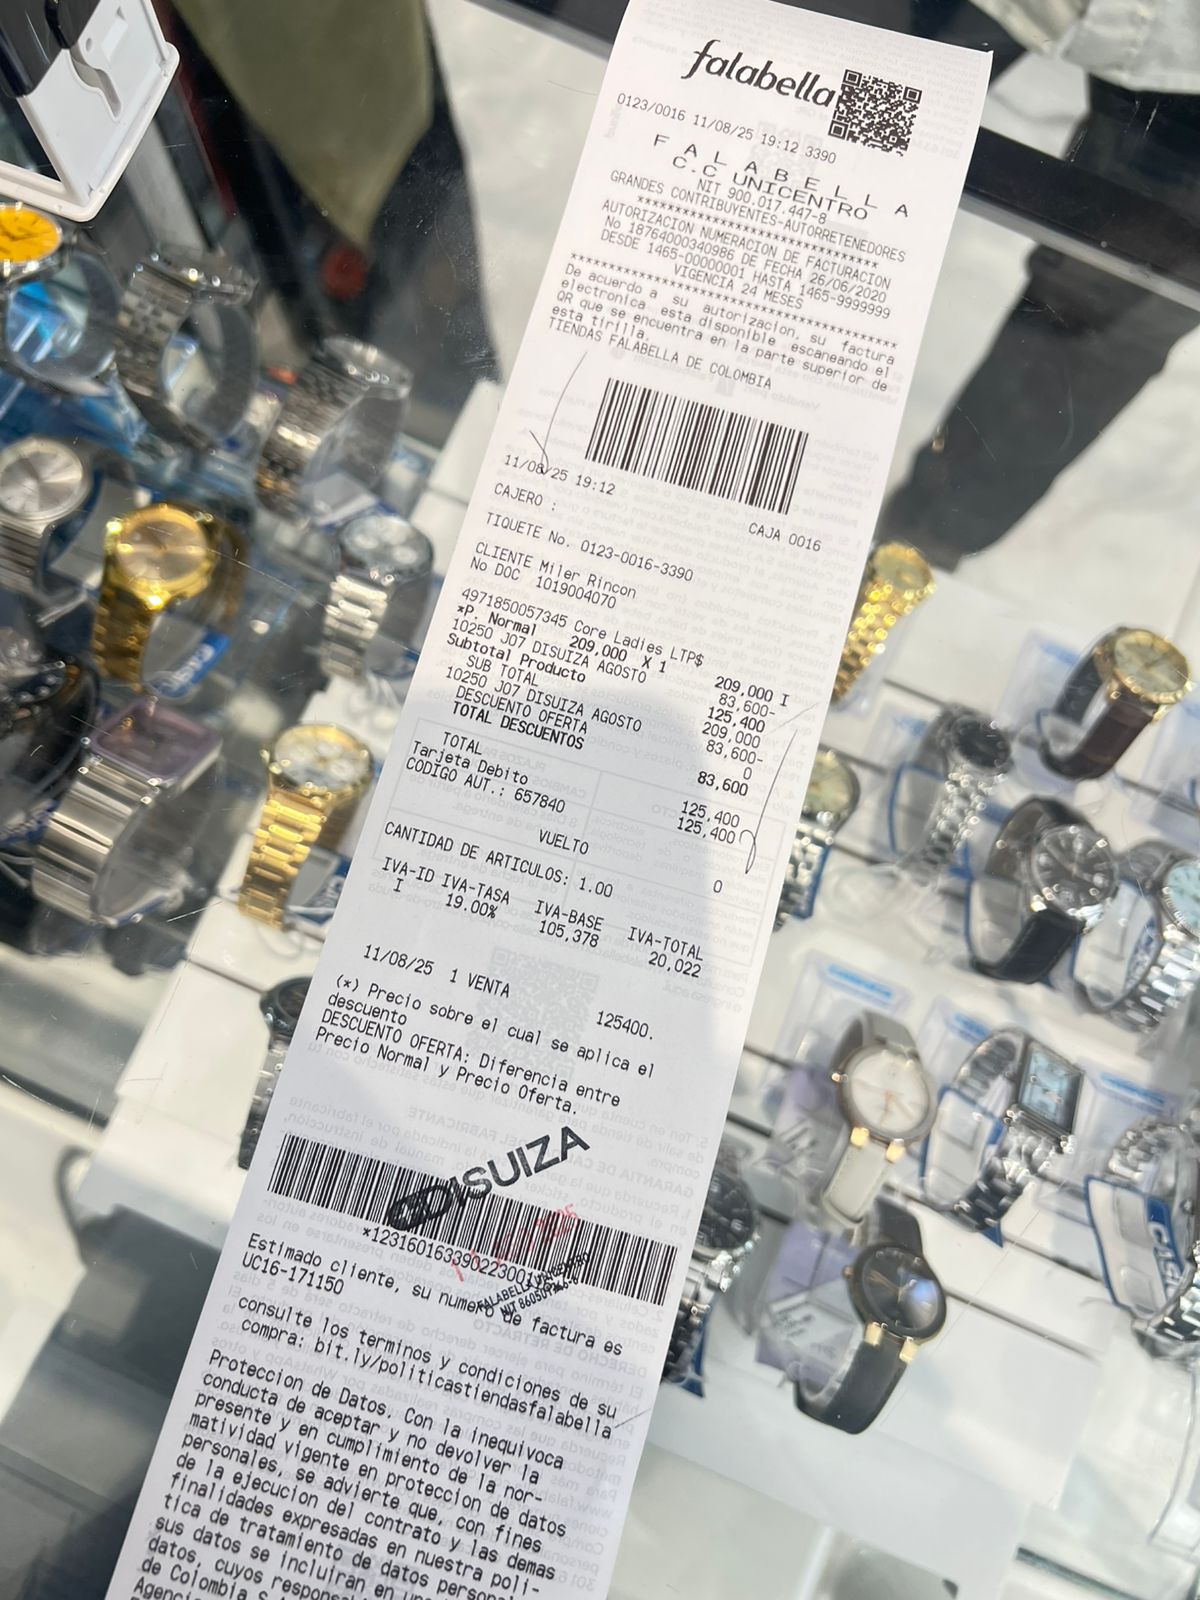 falabella
0123/0016 11/08/25 19:12 3390
F A L A B E L L A
C.C UNICENTRO
NIT 900.017.447-8
GRANDES CONTRIBUYENTES-AUTORRETENEDORES
****************************
AUTORIZACION NUMERACION DE FACTURACION
No 18764000340986 DE FECHA 26/06/2020
DESDE 1465-00000001 HASTA 1465-9999999
VIGENCIA 24 MESES
****************************************
De acuerdo a su autorizacion, su factura
electronica esta disponible escaneando el
QR que se encuentra en la parte superior de
esta tirilla.
TIENDAS FALABELLA DE COLOMBIA
11/08/25 19:12
CAJERO : CAJA 0016
TIQUETE No. 0123-0016-3390
CLIENTE Miler Rincon
No DOC 1019004070
4971850057345 Core Ladies LTP$ 209,000 I
*P. Normal 209,000 X 1
10250 J07 DISUIZA AGOSTO 83,600-
Subtotal Producto 125,400
SUB TOTAL 209,000
10250 J07 DISUIZA AGOSTO 83,600-
DESCUENTO OFERTA 0
TOTAL DESCUENTOS 83,600
TOTAL 125,400
Tarjeta Debito 125,400
CODIGO AUT.: 657840
VUELTO 0
CANTIDAD DE ARTICULOS: 1.00
IVA-ID IVA-TASA IVA-BASE IVA-TOTAL
I 19.00% 105,378 20,022
11/08/25 1 VENTA 125400.
(*) Precio sobre el cual se aplica el
descuento
DESCUENTO OFERTA: Diferencia entre
Precio Normal y Precio Oferta.
DISUIZA
Estimado cliente, su numero de factura es
UC16-171150
consulte los terminos y condiciones de su
compra: bit.ly/politicastiendasfalabella
Proteccion de Datos. Con la inequivoca
conducta de aceptar y no devolver la
presente y en cumplimiento de la nor-
matividad vigente en proteccion de datos
personales, se advierte que, con fines
de la ejecucion del contrato y las demas
finalidades expresadas en nuestra poli-
tica de tratamiento de datos personal
sus datos se incluiran en un
datos, cuyos respons
de Colombia S.A
Agenci